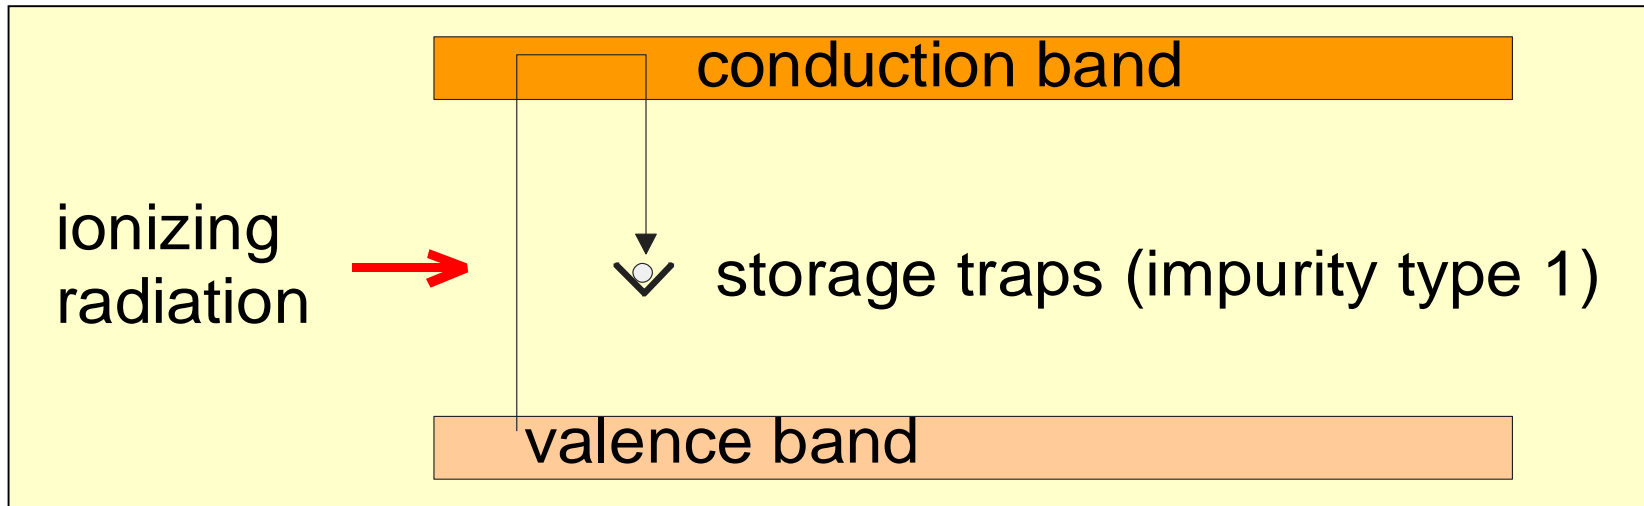 conduction band
ionizing
radiation
storage traps (impurity type 1)
valence band